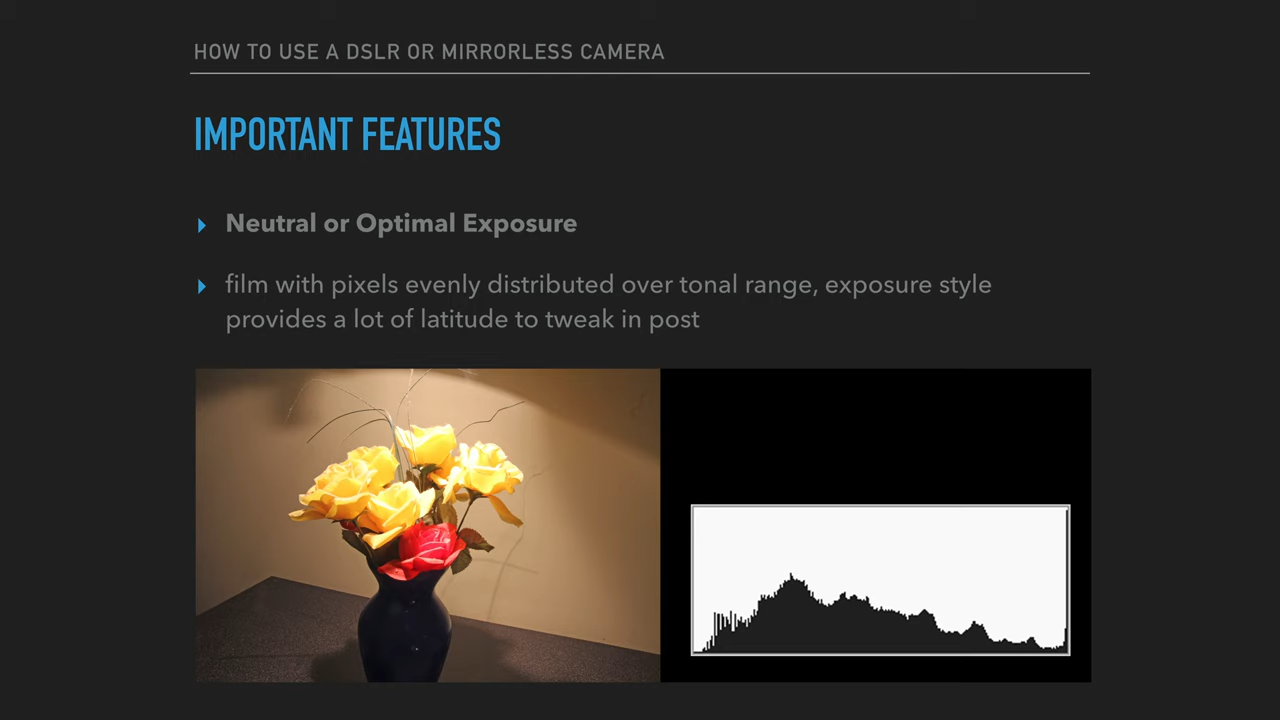 HOW TO USE A DSLR OR MIRRORLESS CAMERA
IMPORTANT FEATURES
Neutral or Optimal Exposure
film with pixels evenly distributed over tonal range, exposure style
provides a lot of latitude to tweak in post